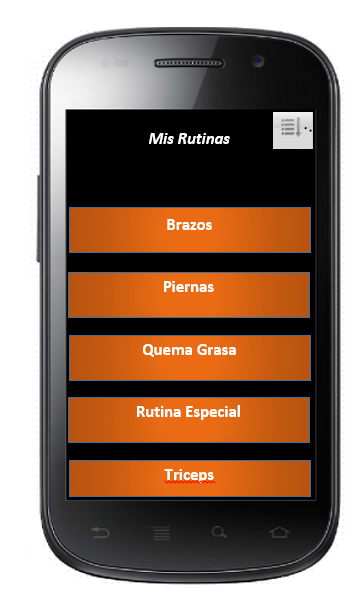 Mis Rutinas
Brazos
Piernas
Quema Grasa
Rutina Especial
Triceps